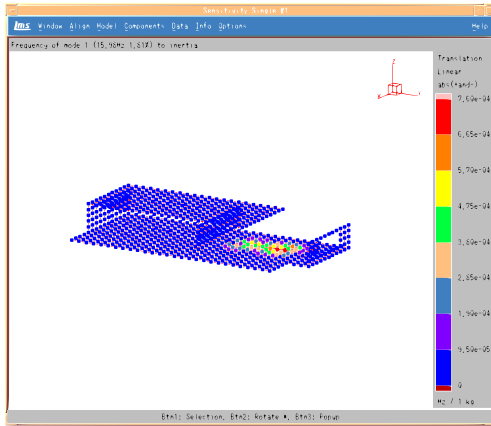 Sensitivity Simple #1
lms Window Align Model Components Data Info Options Help
Frequency of mode 1 (15,98Hz 1,61%) to inertia
Translation
Linear
abs(*and-)
7,60e-04
6,65e-04
5,70e-04
4,75e-04
3,80e-04
2,85e-04
1,90e-04
9,50e-05
0
Hz / 1 kg
Btn1: Selection, Btn2: Rotate *, Btn3: Popup